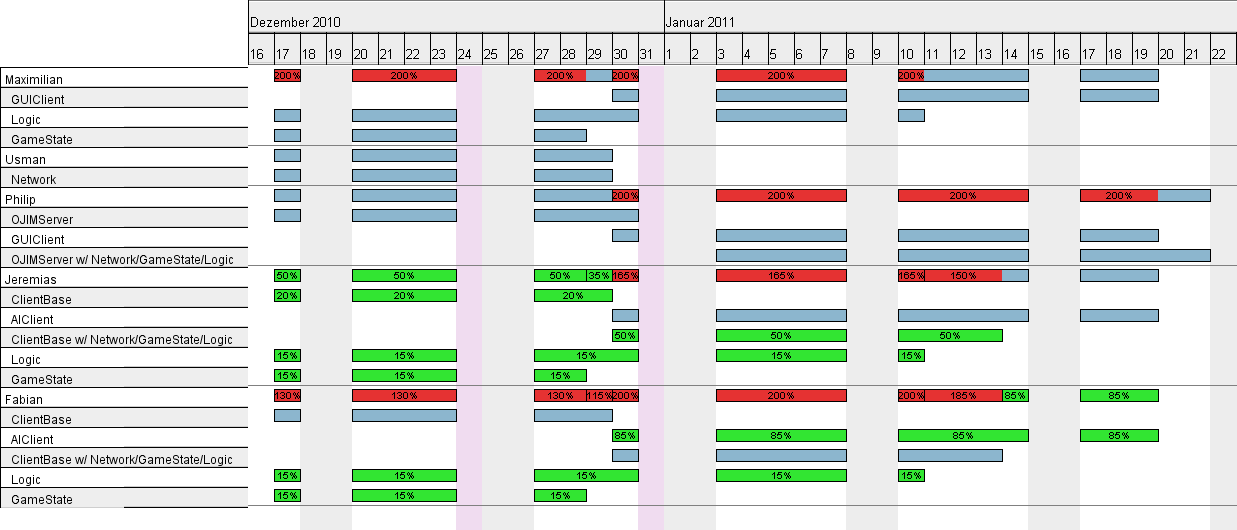 Dezember 2010 Januar 2011
16 17 18 19 20 21 22 23 24 25 26 27 28 29 30 31 1 2 3 4 5 6 7 8 9 10 11 12 13 14 15 16 17 18 19 20 21 22
Maximilian 200% 200% 200% 200% 200% 200%
GUIClient
Logic
GameState
Usman
Network
Philip 200% 200% 200% 200%
OJIMServer
GUIClient
OJIMServer w/ Network/GameState/Logic
Jeremias 50% 50% 50% 35% 165% 165% 165% 150%
ClientBase 20% 20% 20%
AIClient
ClientBase w/ Network/GameState/Logic 50% 50% 50%
Logic 15% 15% 15% 15% 15%
GameState 15% 15% 15%
Fabian 130% 130% 130% 115% 200% 200% 200% 185% 85% 85%
ClientBase
AIClient 85% 85% 85% 85%
ClientBase w/ Network/GameState/Logic
Logic 15% 15% 15% 15% 15%
GameState 15% 15% 15%